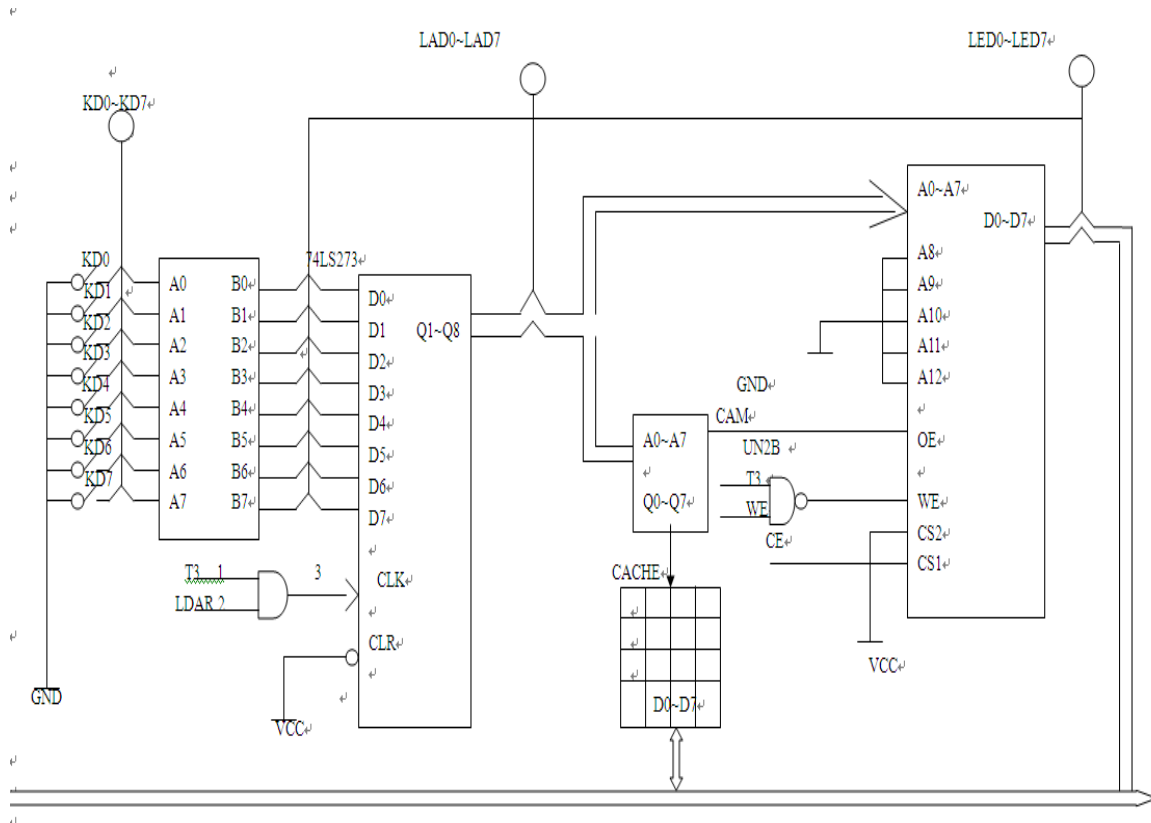 LAD0~LAD7
LED0~LED7
KD0~KD7
KD0
KD1
KD2
KD3
KD4
KD5
KD6
KD7
A0 B0
A1 B1
A2 B2
A3 B3
A4 B4
A5 B5
A6 B6
A7 B7
74LS273
D0
D1
D2
D3
D4
D5
D6
D7
Q1~Q8
CLK
CLR
T3 1
LDAR 2
3
GND
VCC
A0~A7
Q0~Q7
CAM
GND
UN2B
T3
WE
CE
CACHE
D0~D7
A0~A7
D0~D7
A8
A9
A10
A11
A12
OE
WE
CS2
CS1
VCC